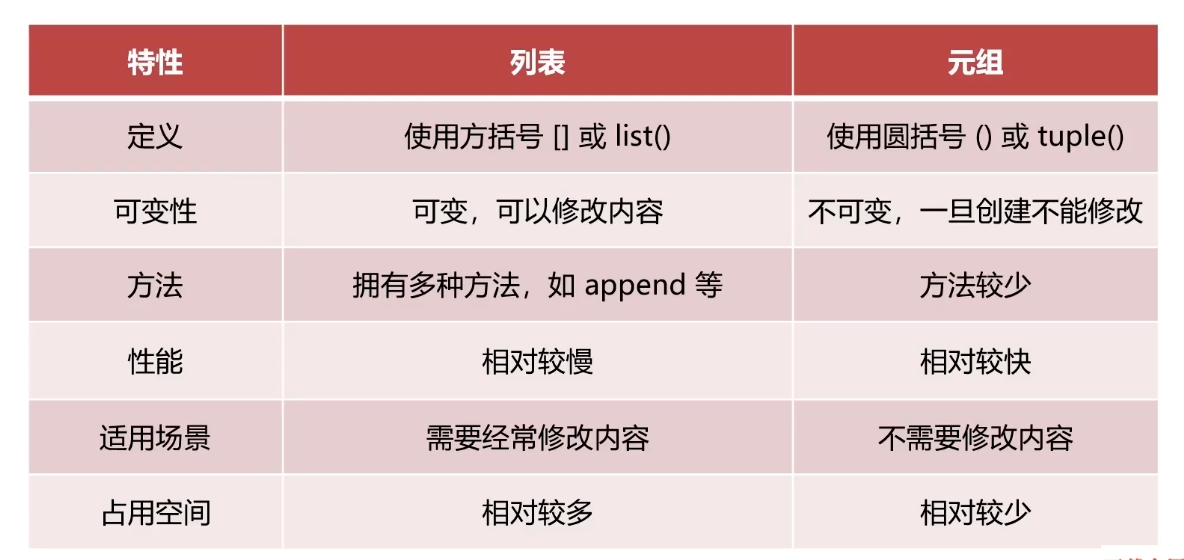 特性 列表 元组
定义 使用方括号 [] 或 list() 使用圆括号 () 或 tuple()
可变性 可变，可以修改内容 不可变，一旦创建不能修改
方法 拥有多种方法，如 append 等 方法较少
性能 相对较慢 相对较快
适用场景 需要经常修改内容 不需要修改内容
占用空间 相对较多 相对较少